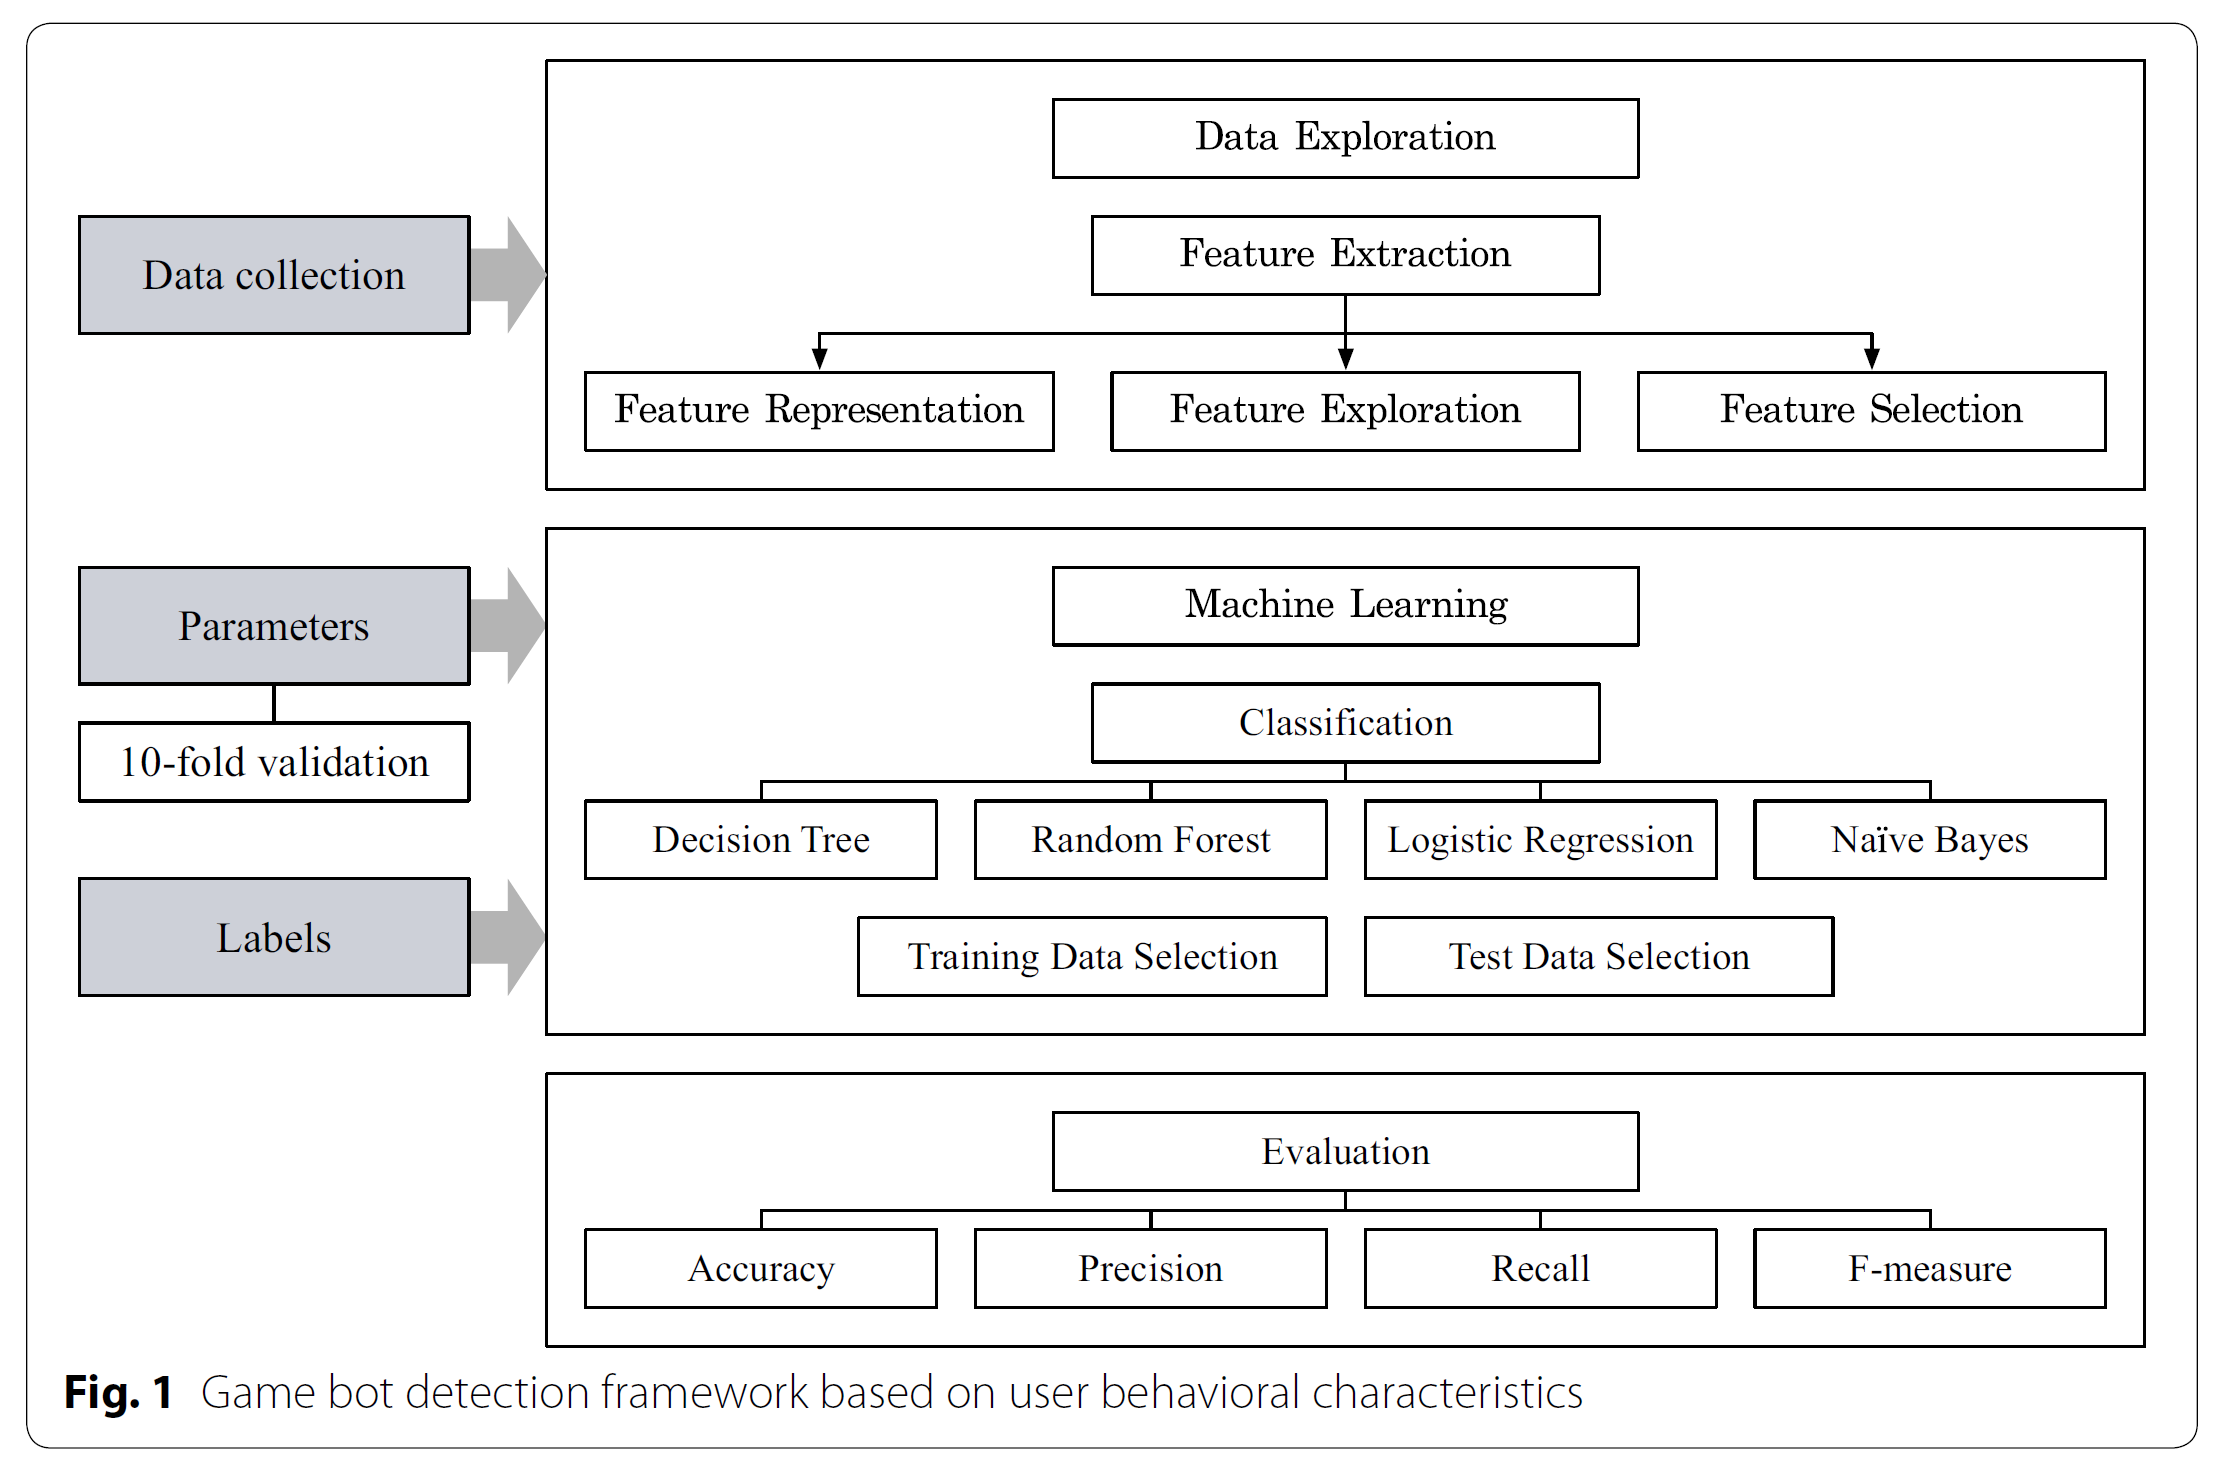 Data Exploration
Data collection
Feature Extraction
Feature Representation
Feature Exploration
Feature Selection
Parameters
10-fold validation
Labels
Machine Learning
Classification
Decision Tree
Random Forest
Logistic Regression
Naïve Bayes
Training Data Selection
Test Data Selection
Evaluation
Accuracy
Precision
Recall
F-measure
Fig. 1 Game bot detection framework based on user behavioral characteristics